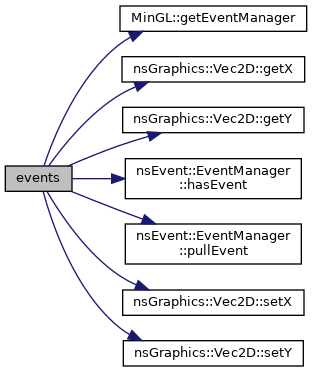 MinGL::getEventManager
nsGraphics::Vec2D::getX
nsGraphics::Vec2D::getY
events
nsEvent::EventManager
::hasEvent
nsEvent::EventManager
::pullEvent
nsGraphics::Vec2D::setX
nsGraphics::Vec2D::setY